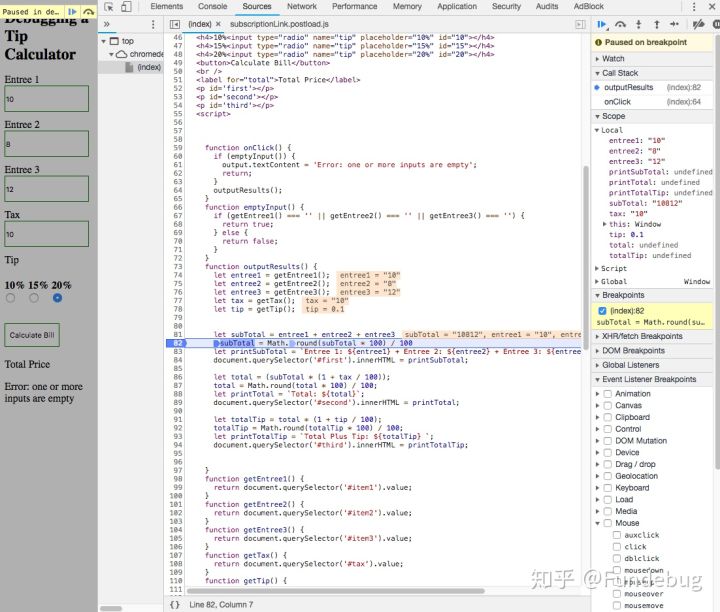 Paused in de...
Debugging a
Tip
Calculator
Entree 1
10
Entree 2
8
Entree 3
12
Tax
10
Tip
10% 15% 20%
Calculate Bill
Total Price
Error: one or more
inputs are empty
Elements Console Sources Network Performance Memory Application Security Audits AdBlock
»
top
chromede
(index)
(index) × subscriptionLink.postload.js
46 <h4>10%<input type="radio" name="tip" placeholder="10%" id="10"></h4>
47 <h4>15%<input type="radio" name="tip" placeholder="15%" id="15"></h4>
48 <h4>20%<input type="radio" name="tip" placeholder="20%" id="20"></h4>
49 <button>Calculate Bill</button>
50 <br />
51 <label for="total">Total Price</label>
52 <p id='first'></p>
53 <p id='second'></p>
54 <p id='third'></p>
55 <script>
56
57
58
59 function onClick() {
60 if (emptyInput()) {
61 output.textContent = 'Error: one or more inputs are empty';
62 return;
63 }
64 outputResults();
65 }
66 function emptyInput() {
67 if (getEntree1() === '' || getEntree2() === '' || getEntree3() === '') {
68 return true;
69 } else {
70 return false;
71 }
72 }
73 function outputResults() {
74 let entree1 = getEntree1(); entree1 = "10"
75 let entree2 = getEntree2(); entree2 = "8"
76 let entree3 = getEntree3(); entree3 = "12"
77 let tax = getTax(); tax = "10"
78 let tip = getTip(); tip = 0.1
79
80
81 let subTotal = entree1 + entree2 + entree3 subTotal = "10812", entree1 = "10", entre
82 subTotal = Math.round(subTotal * 100) / 100
83 let printSubTotal = `Entree 1: ${entree1} + Entree 2: ${entree2} + Entree 3: ${entree
84 document.querySelector('#first').innerHTML = printSubTotal;
85
86 let total = (subTotal * (1 + tax / 100));
87 total = Math.round(total * 100) / 100;
88 let printTotal = `Total: ${total}`;
89 document.querySelector('#second').innerHTML = printTotal;
90
91 let totalTip = total * (1 + tip / 100);
92 totalTip = Math.round(totalTip * 100) / 100;
93 let printTotalTip = `Total Plus Tip: ${totalTip} `;
94 document.querySelector('#third').innerHTML = printTotalTip;
95
96
97 }
98 function getEntree1() {
99 return document.querySelector('#item1').value;
100 }
101 function getEntree2() {
102 return document.querySelector('#item2').value;
103 }
104 function getEntree3() {
105 return document.querySelector('#item3').value;
106 }
107 function getTax() {
108 return document.querySelector('#tax').value;
109 }
110 function getTip() {
111
{} Line 82, Column 7
Paused on breakpoint
Watch
Call Stack
outputResults (index):82
onClick (index):64
Scope
Local
entree1: "10"
entree2: "8"
entree3: "12"
printSubTotal: undefined
printTotal: undefined
printTotalTip: undefined
subTotal: "10812"
tax: "10"
this: Window
tip: 0.1
total: undefined
totalTip: undefined
Script
Global Window
Breakpoints
(index):82
subTotal = Math.round(su…
XHR/fetch Breakpoints
DOM Breakpoints
Global Listeners
Event Listener Breakpoints
Animation
Canvas
Clipboard
Control
DOM Mutation
Device
Drag / drop
Geolocation
Keyboard
Load
Media
Mouse
auxclick
click
dblclick
mousedown
mouseup
mouseover
mousemove
知乎 @Fundebug